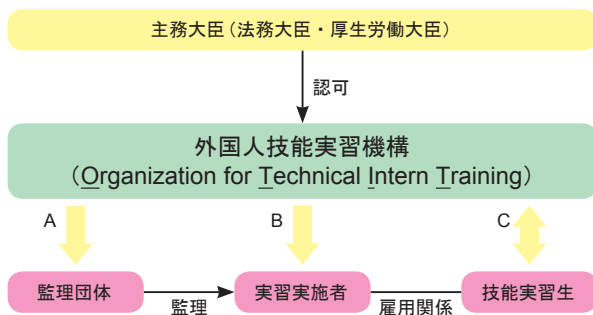 主務大臣（法務大臣・厚生労働大臣）
認可
外国人技能実習機構
（Organization for Technical Intern Training）
A
B
C
監理団体
監理
実習実施者
雇用関係
技能実習生